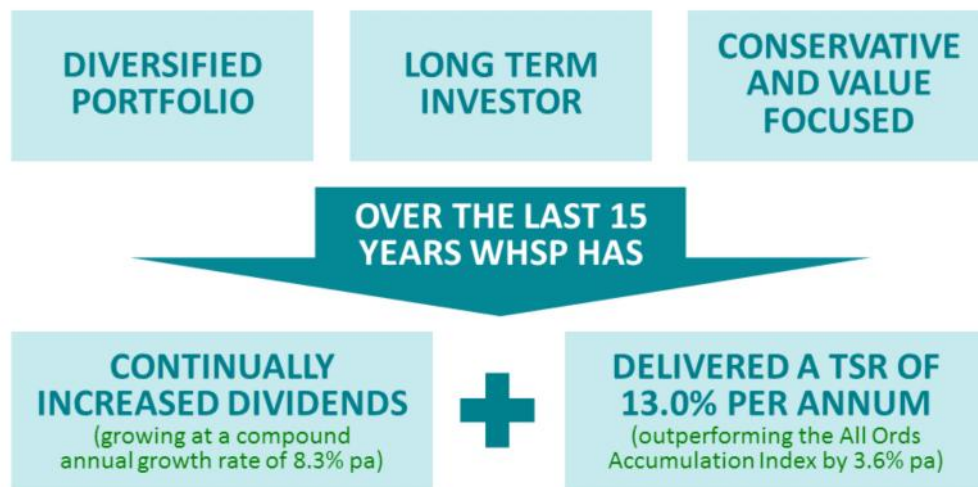 DIVERSIFIED
PORTFOLIO
LONG TERM
INVESTOR
CONSERVATIVE
AND VALUE
FOCUSED
OVER THE LAST 15
YEARS WHSP HAS
CONTINUALLY
INCREASED DIVIDENDS
(growing at a compound
annual growth rate of 8.3% pa)
DELIVERED A TSR OF
13.0% PER ANNUM
(outperforming the All Ords
Accumulation Index by 3.6% pa)